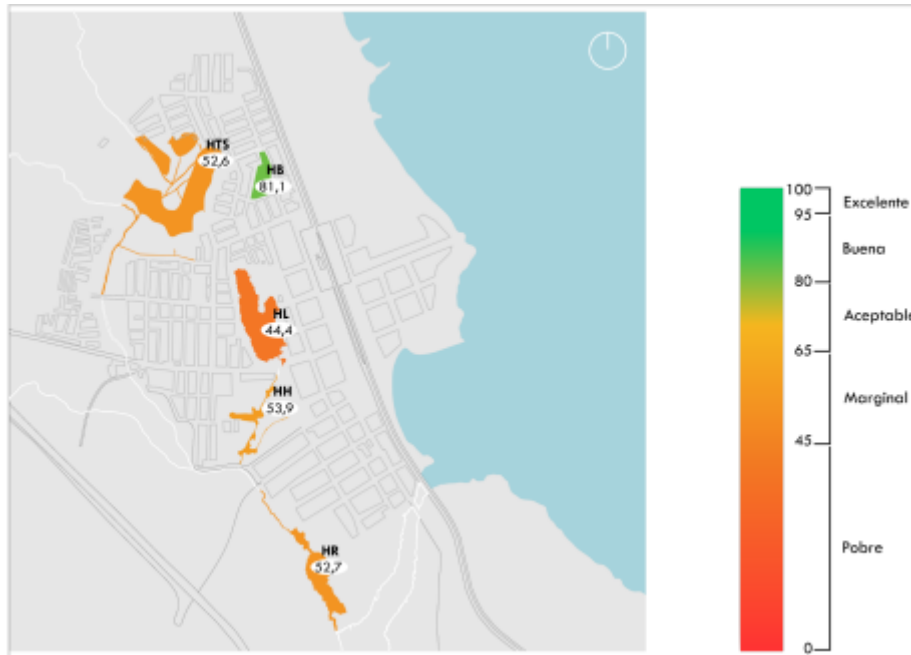 HTS
52,6
HB
81,1
HL
44,4
HH
53,9
HR
52,7
100
95
Excelente
Buena
80
Aceptable
65
Marginal
45
Pobre
0